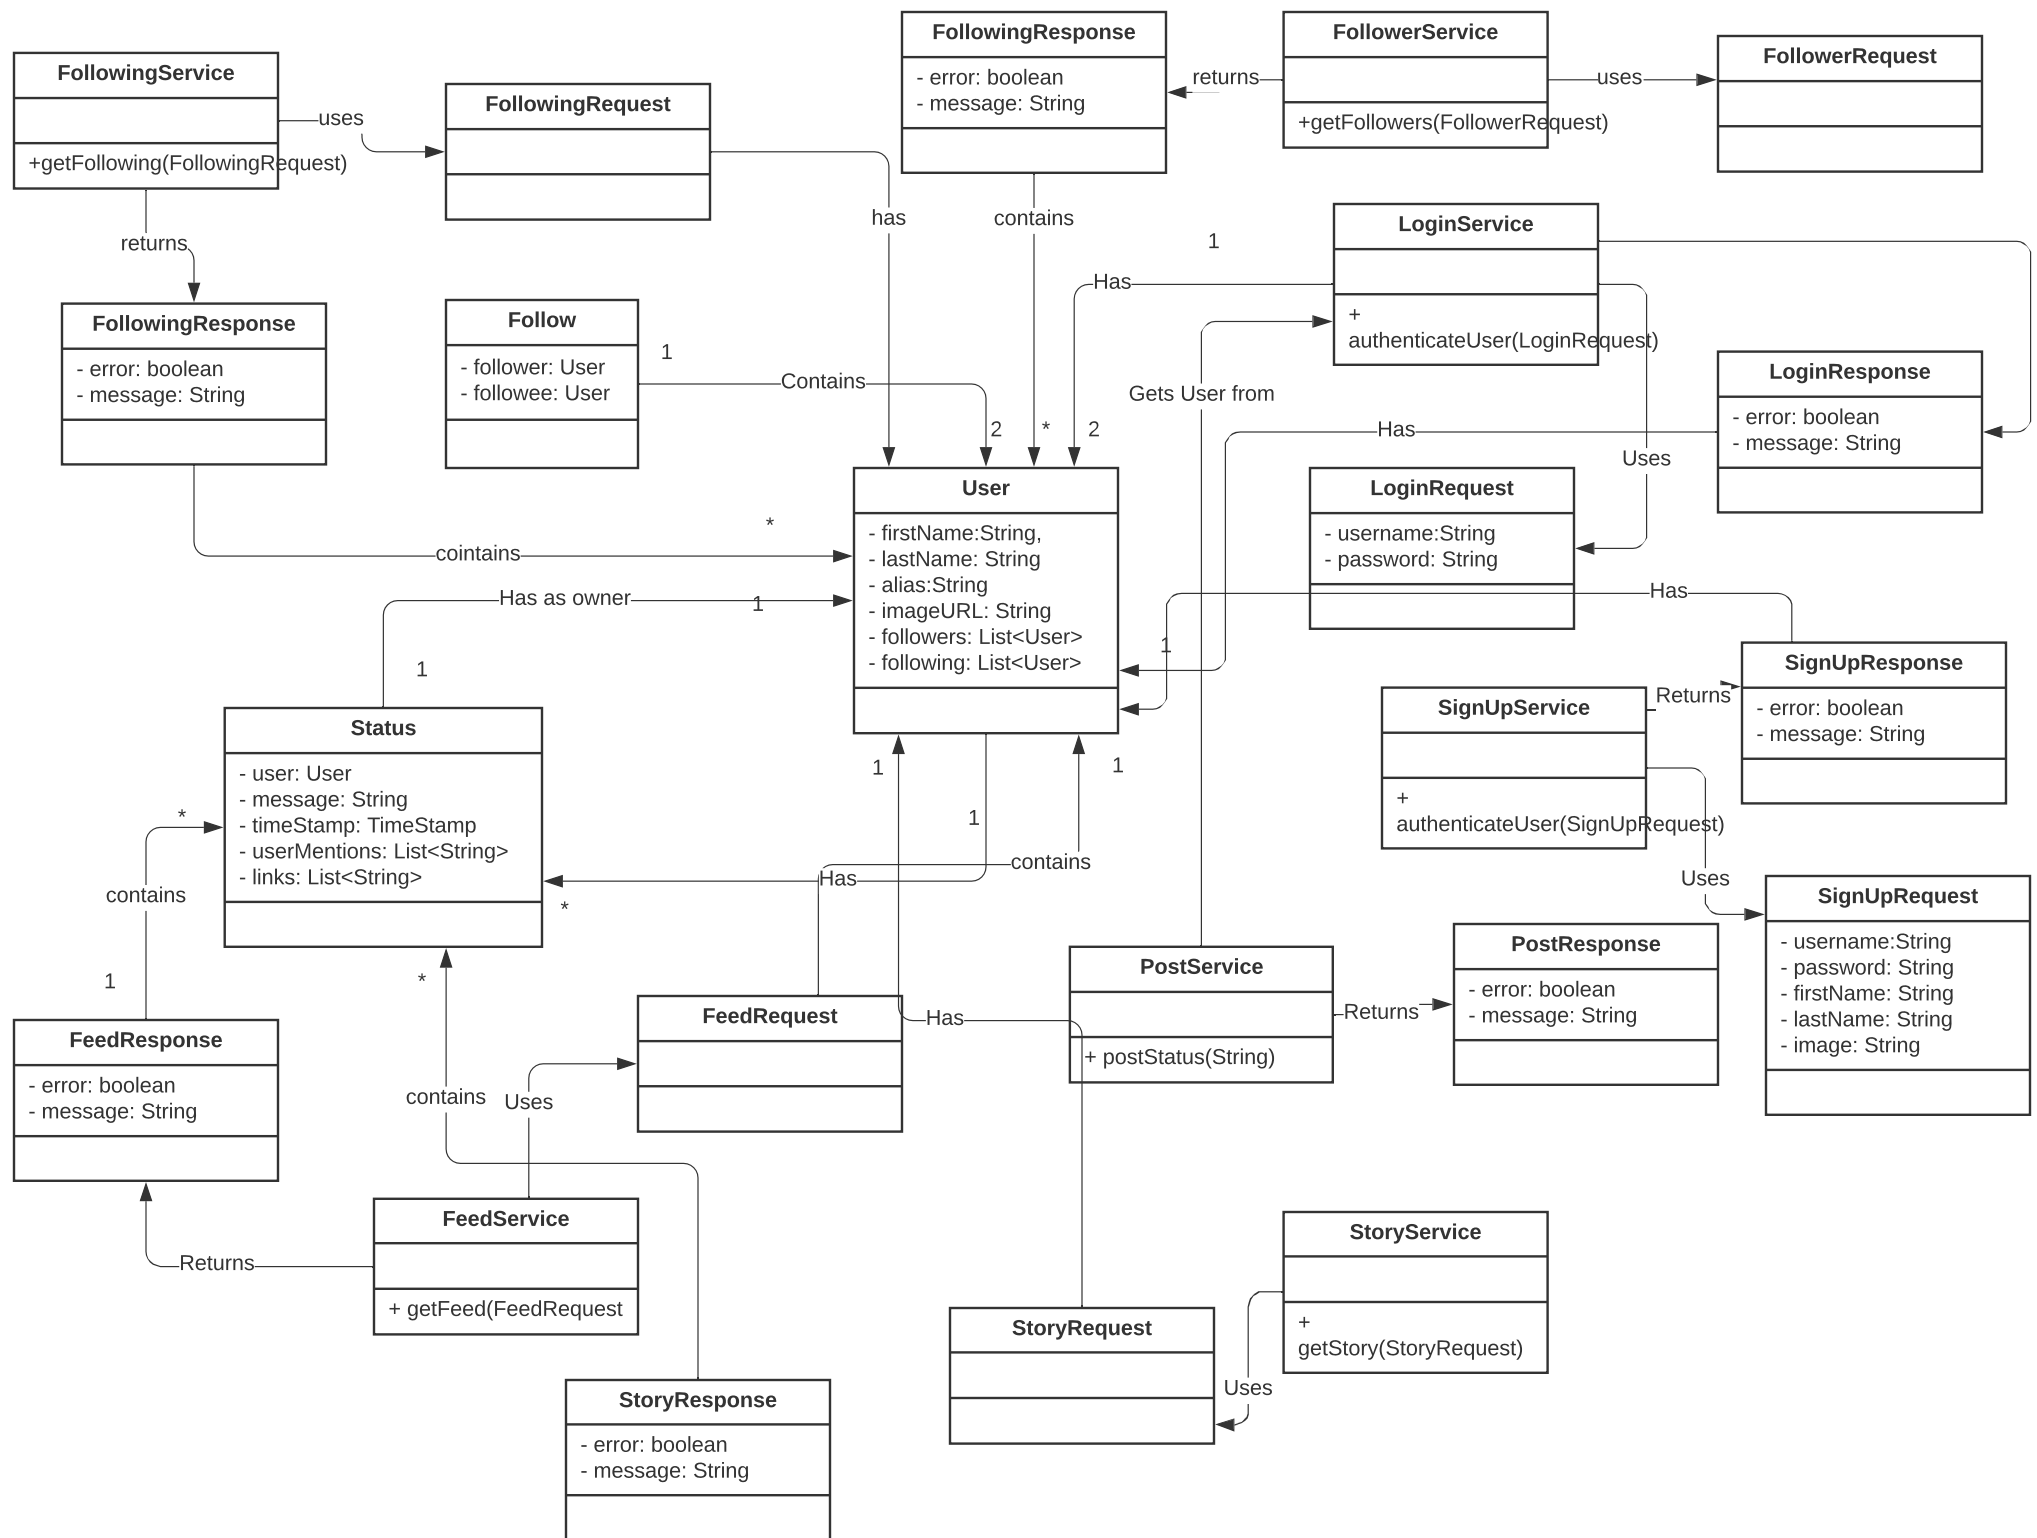 FollowingService
+getFollowing(FollowingRequest)
uses
FollowingRequest
has
FollowingResponse
- error: boolean
- message: String
contains
returns
FollowerService
+getFollowers(FollowerRequest)
uses
FollowerRequest
returns
FollowingResponse
- error: boolean
- message: String
cointains
*
Follow
- follower: User
- followee: User
1
Contains
2
*
2
Has
1
LoginService
+
authenticateUser(LoginRequest)
Gets User from
Has
Uses
LoginResponse
- error: boolean
- message: String
LoginRequest
- username:String
- password: String
User
- firstName:String,
- lastName: String
- alias:String
- imageURL: String
- followers: List<User>
- following: List<User>
Has as owner
1
1
1
Has
SignUpResponse
- error: boolean
- message: String
Returns
SignUpService
+
authenticateUser(SignUpRequest)
Uses
SignUpRequest
- username:String
- password: String
- firstName: String
- lastName: String
- image: String
Status
- user: User
- message: String
- timeStamp: TimeStamp
- userMentions: List<String>
- links: List<String>
*
contains
1
1
1
1
contains
Has
*
*
FeedResponse
- error: boolean
- message: String
FeedRequest
Has
PostService
+ postStatus(String)
Returns
PostResponse
- error: boolean
- message: String
contains
Uses
Returns
FeedService
+ getFeed(FeedRequest
StoryResponse
- error: boolean
- message: String
StoryRequest
Uses
StoryService
+
getStory(StoryRequest)